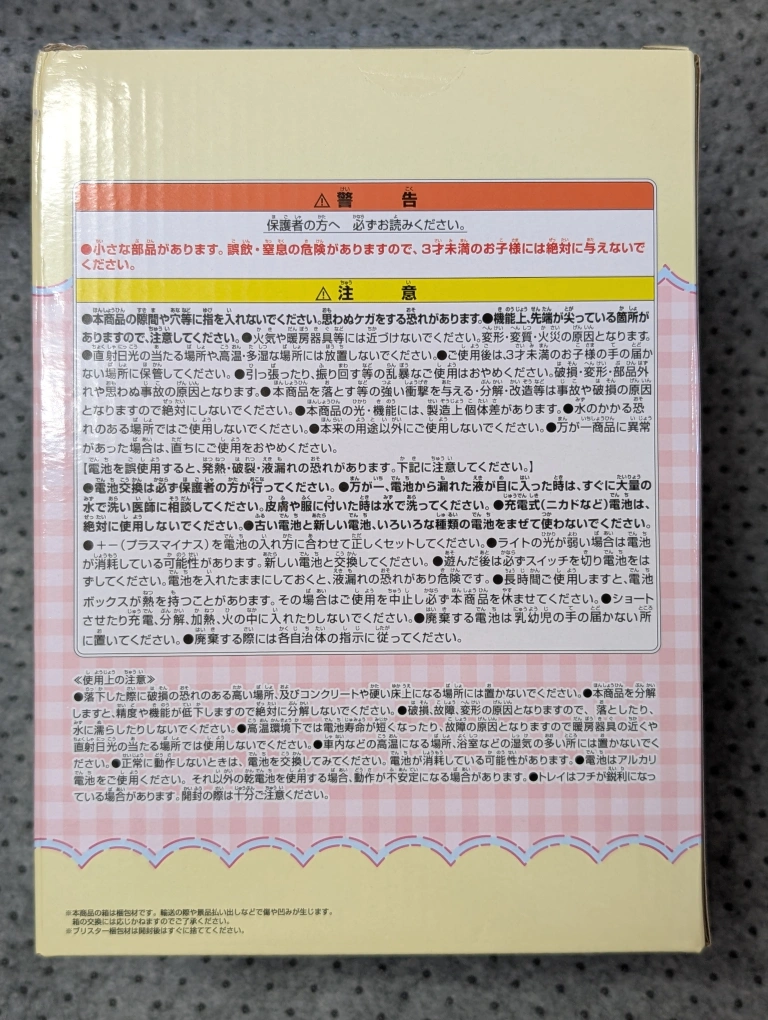 ⚠警告
保護者の方へ 必ずお読みください。
●小さな部品があります。誤飲・窒息の危険がありますので、3才未満のお子様には絶対に与えないで
ください。
⚠注意
●本商品の隙間や穴等に指を入れないでください。思わぬケガをする恐れがあります。●機能上、先端が尖っている箇所が
ありますので、注意してください。●火気や暖房器具等には近づけないでください。変形・変質・火災の原因となります。
●直射日光の当たる場所や高温・多湿な場所には放置しないでください。●ご使用後は、3才未満のお子様の手の届か
ない場所に保管してください。●引っ張ったり、振り回す等の乱暴なご使用はおやめください。破損・変形・部品外
れや思わぬ事故の原因となります。●本商品を落とす等の強い衝撃を与える・分解・改造等は事故や破損の原因
となりますので絶対にしないでください。●本商品の光・機能には、製造上個体差があります。●水のかかる恐
れのある場所ではご使用しないでください。●本来の用途以外にご使用しないでください。●万が一商品に異常
があった場合は、直ちにご使用をおやめください。
【電池を誤使用すると、発熱・破裂・液漏れの恐れがあります。下記に注意してください。】
●電池交換は必ず保護者の方が行ってください。●万が一、電池から漏れた液が目に入った時は、すぐに大量の
水で洗い医師に相談してください。皮膚や服に付いた時は水で洗ってください。●充電式(ニカドなど)電池は、
絶対に使用しないでください。●古い電池と新しい電池、いろいろな種類の電池をまぜて使わないでください。
●+−(プラスマイナス)を電池の入れ方に合わせて正しくセットしてください。●ライトの光が弱い場合は電池
が消耗している可能性があります。新しい電池と交換してください。●遊んだ後は必ずスイッチを切り電池をは
ずしてください。電池を入れたままにしておくと、液漏れの恐れがあり危険です。●長時間ご使用しますと、電池
ボックスが熱を持つことがあります。その場合はご使用を中止し必ず本商品を休ませてください。●ショート
させたり充電、分解、加熱、火の中に入れたりしないでください。●廃棄する電池は乳幼児の手の届かない所
に置いてください。●廃棄する際には各自治体の指示に従ってください。
≪使用上の注意≫
●落下した際に破損の恐れのある高い場所、及びコンクリートや硬い床上になる場所には置かないでください。●本商品を分解
しますと、精度や機能が低下しますので絶対に分解しないでください。●破損、故障、変形の原因となりますので、落としたり、
水に濡らしたりしないでください。●高温環境下では電池寿命が短くなったり、故障の原因となりますので暖房器具の近くや
直射日光の当たる場所では使用しないでください。●車内などの高温になる場所、浴室などの湿気の多い所には置かないでく
ださい。●正常に動作しないときは、電池を交換してみてください。電池が消耗している可能性があります。●電池はアルカリ
電池をご使用ください。それ以外の乾電池を使用する場合、動作が不安定になる場合があります。●トレイはフチが鋭利になっ
ている場合があります。開封の際は十分ご注意ください。
※本商品の箱は梱包材です。輸送の際や景品払い出しなどで傷や凹みが生じます。
箱の交換には応じかねますのでご了承ください。
※ブリスター梱包材は開封後はすぐに捨ててください。